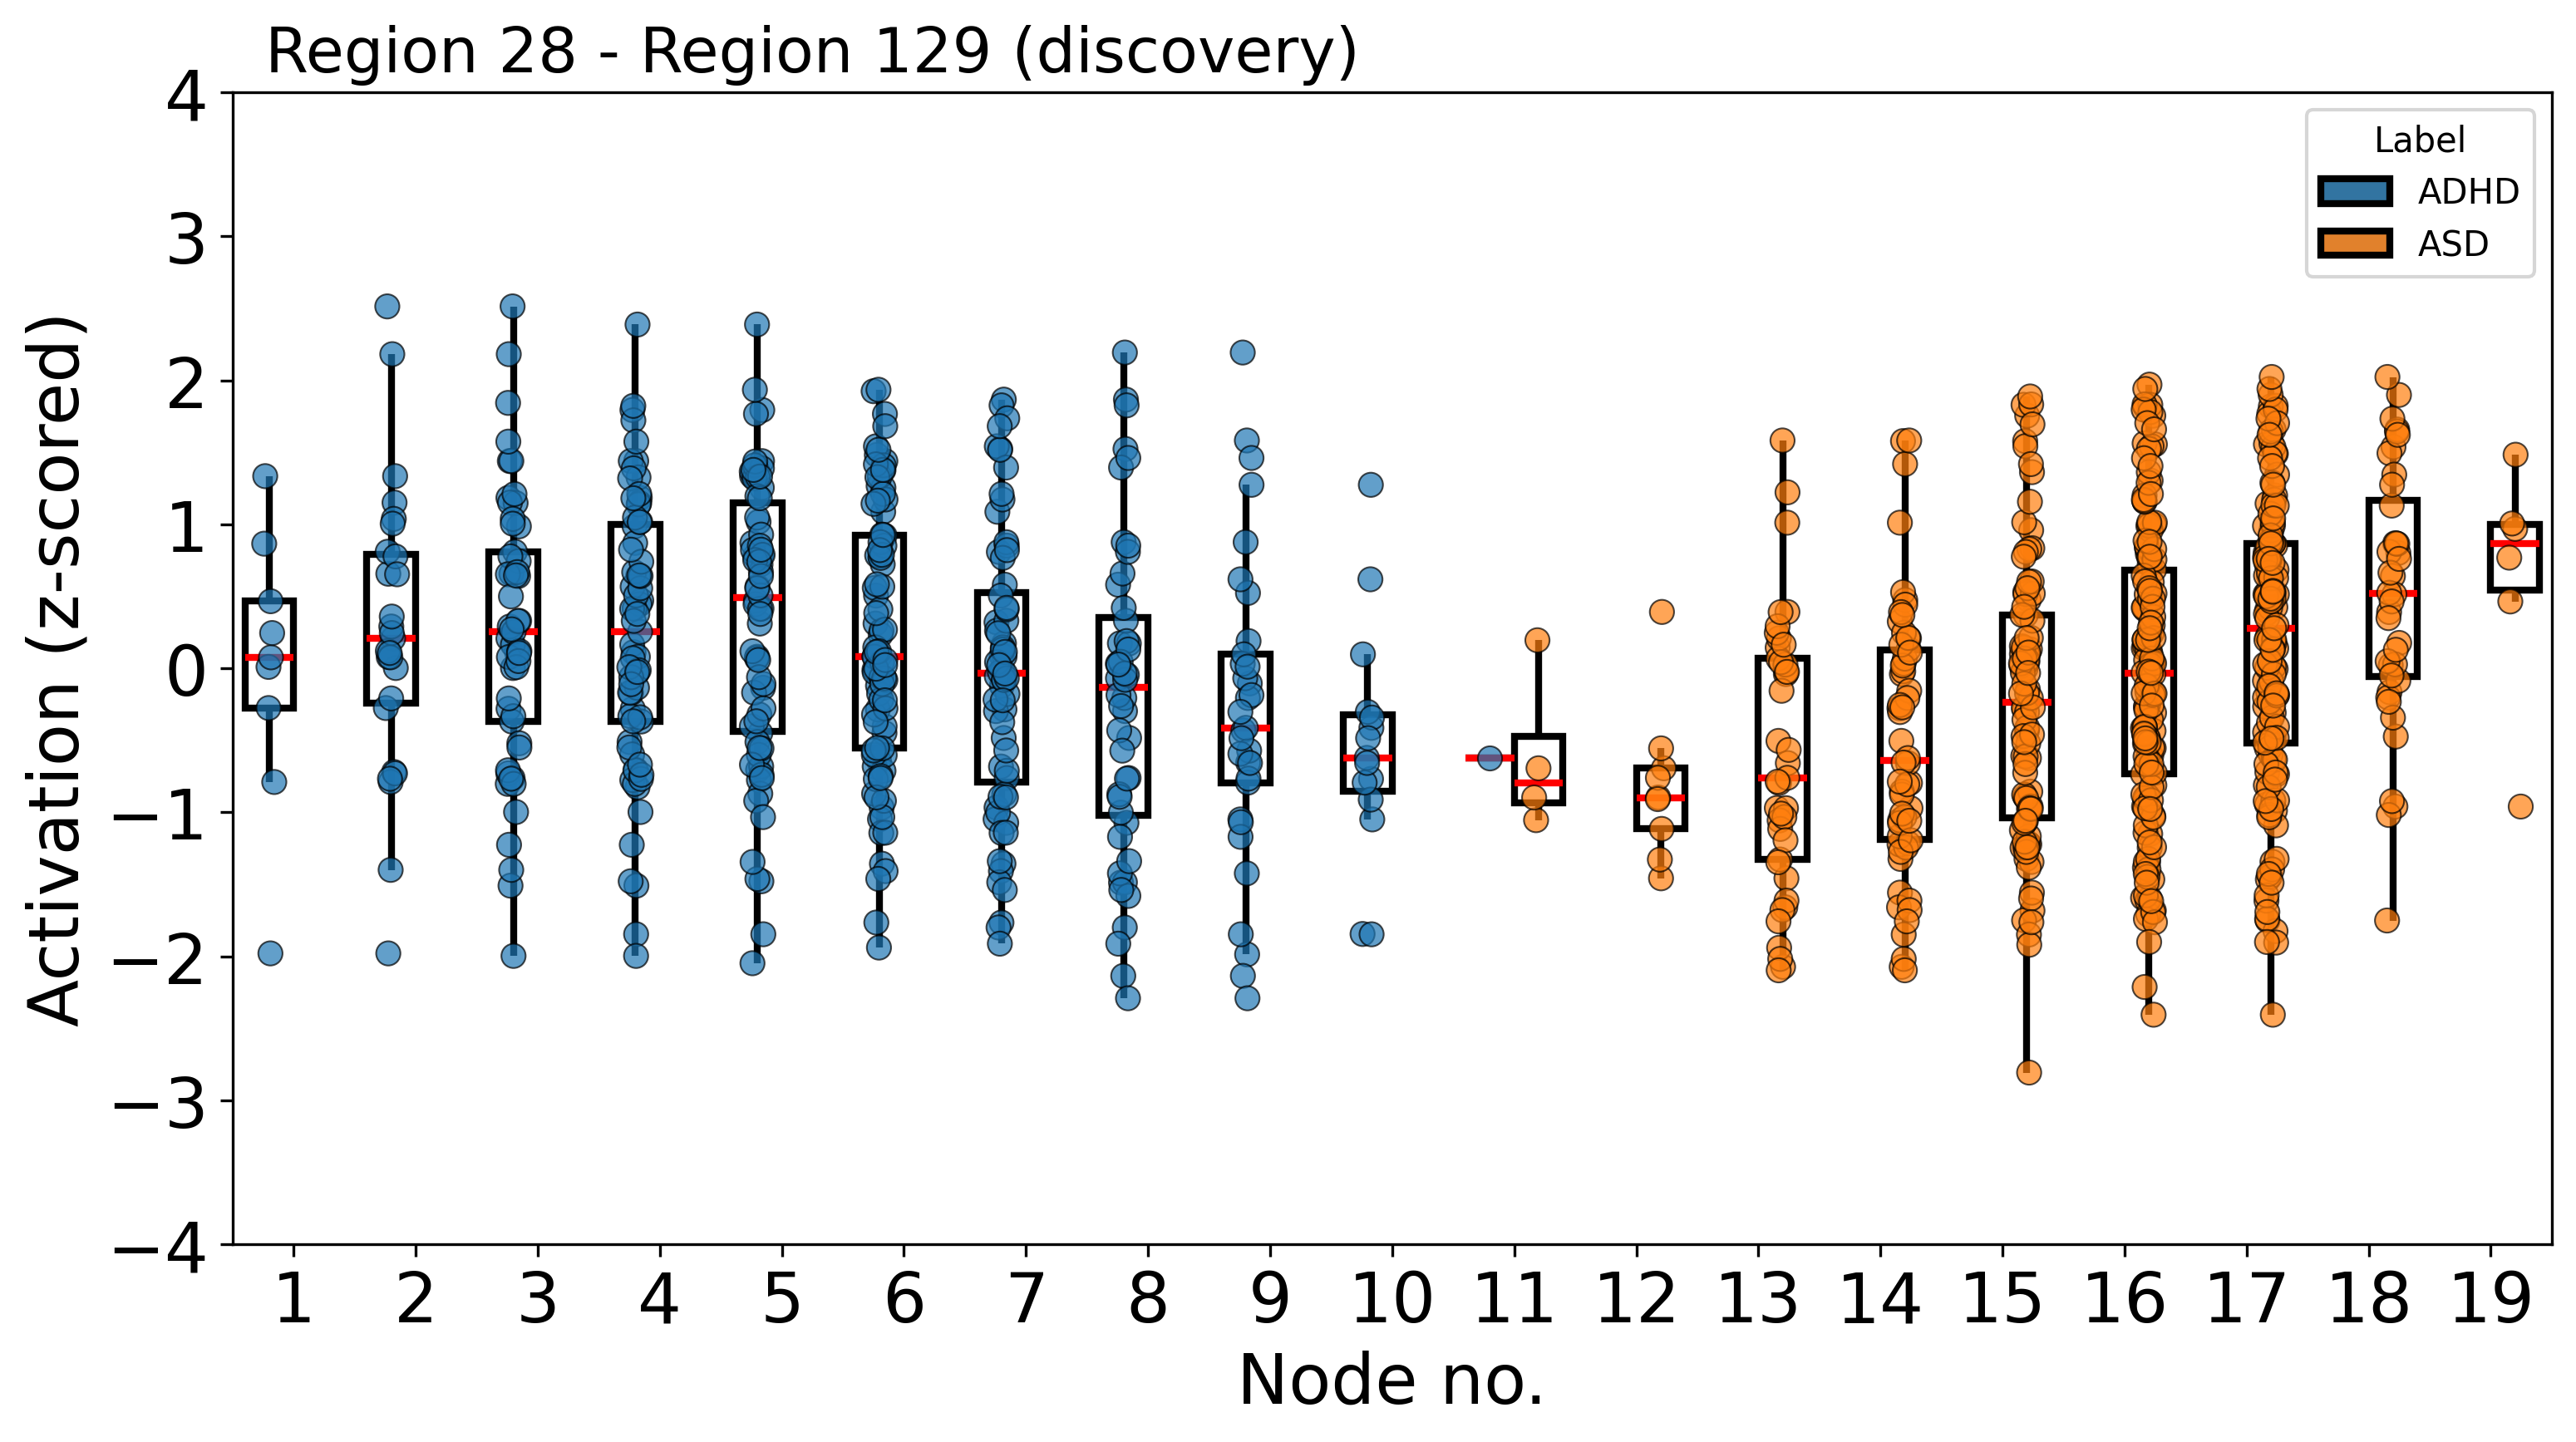 Region 28 - Region 129 (discovery)
Activation (z-scored)
4
3
2
1
0
−1
−2
−3
−4
Label
ADHD
ASD
1 2 3 4 5 6 7 8 9 10 11 12 13 14 15 16 17 18 19
Node no.